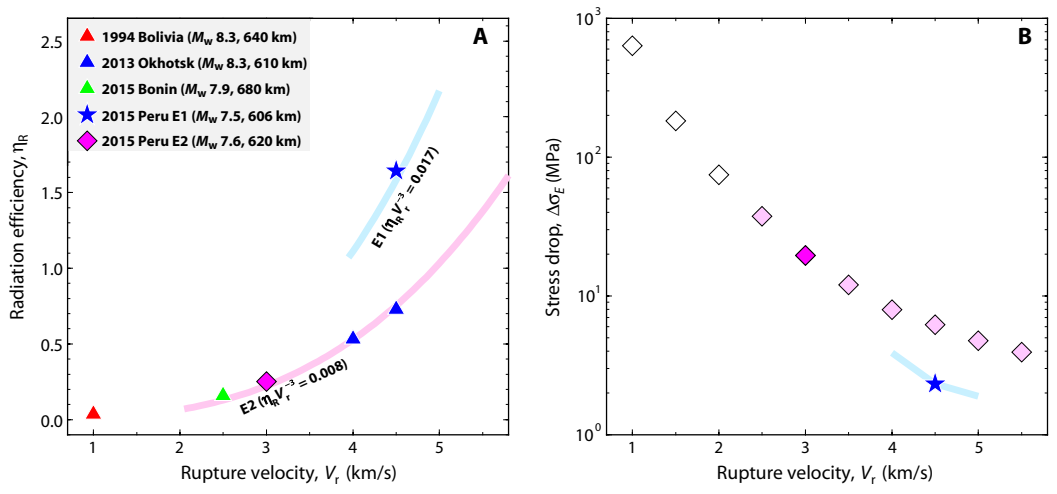 A
2.5
2.0
1.5
1.0
0.5
0.0
Radiation efficiency, ηR
1994 Bolivia (Mw 8.3, 640 km)
2013 Okhotsk (Mw 8.3, 610 km)
2015 Bonin (Mw 7.9, 680 km)
2015 Peru E1 (Mw 7.5, 606 km)
2015 Peru E2 (Mw 7.6, 620 km)
E1 (ηRVr⁻³ = 0.017)
E2 (ηRVr⁻³ = 0.008)
1 2 3 4 5
Rupture velocity, Vr (km/s)
B
10³
10²
10¹
10⁰
Stress drop, ΔσE (MPa)
1 2 3 4 5
Rupture velocity, Vr (km/s)